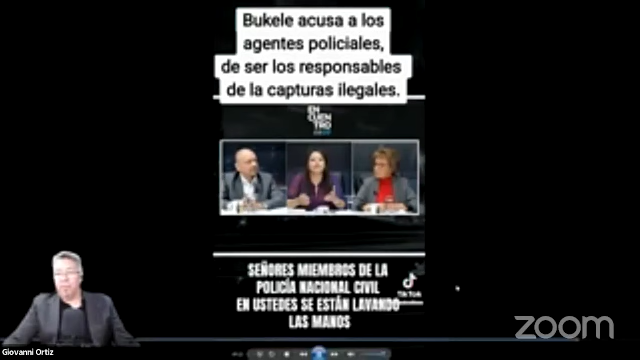 Bukele acusa a los
agentes policiales,
de ser los responsables
de la capturas ilegales.
EN
CUEN
TRO
SEÑORES MIEMBROS DE LA
POLICÍA NACIONAL CIVIL
EN USTEDES SE ESTÁN LAVANDO
LAS MANOS
TikTok
Giovanni Ortiz
zoom